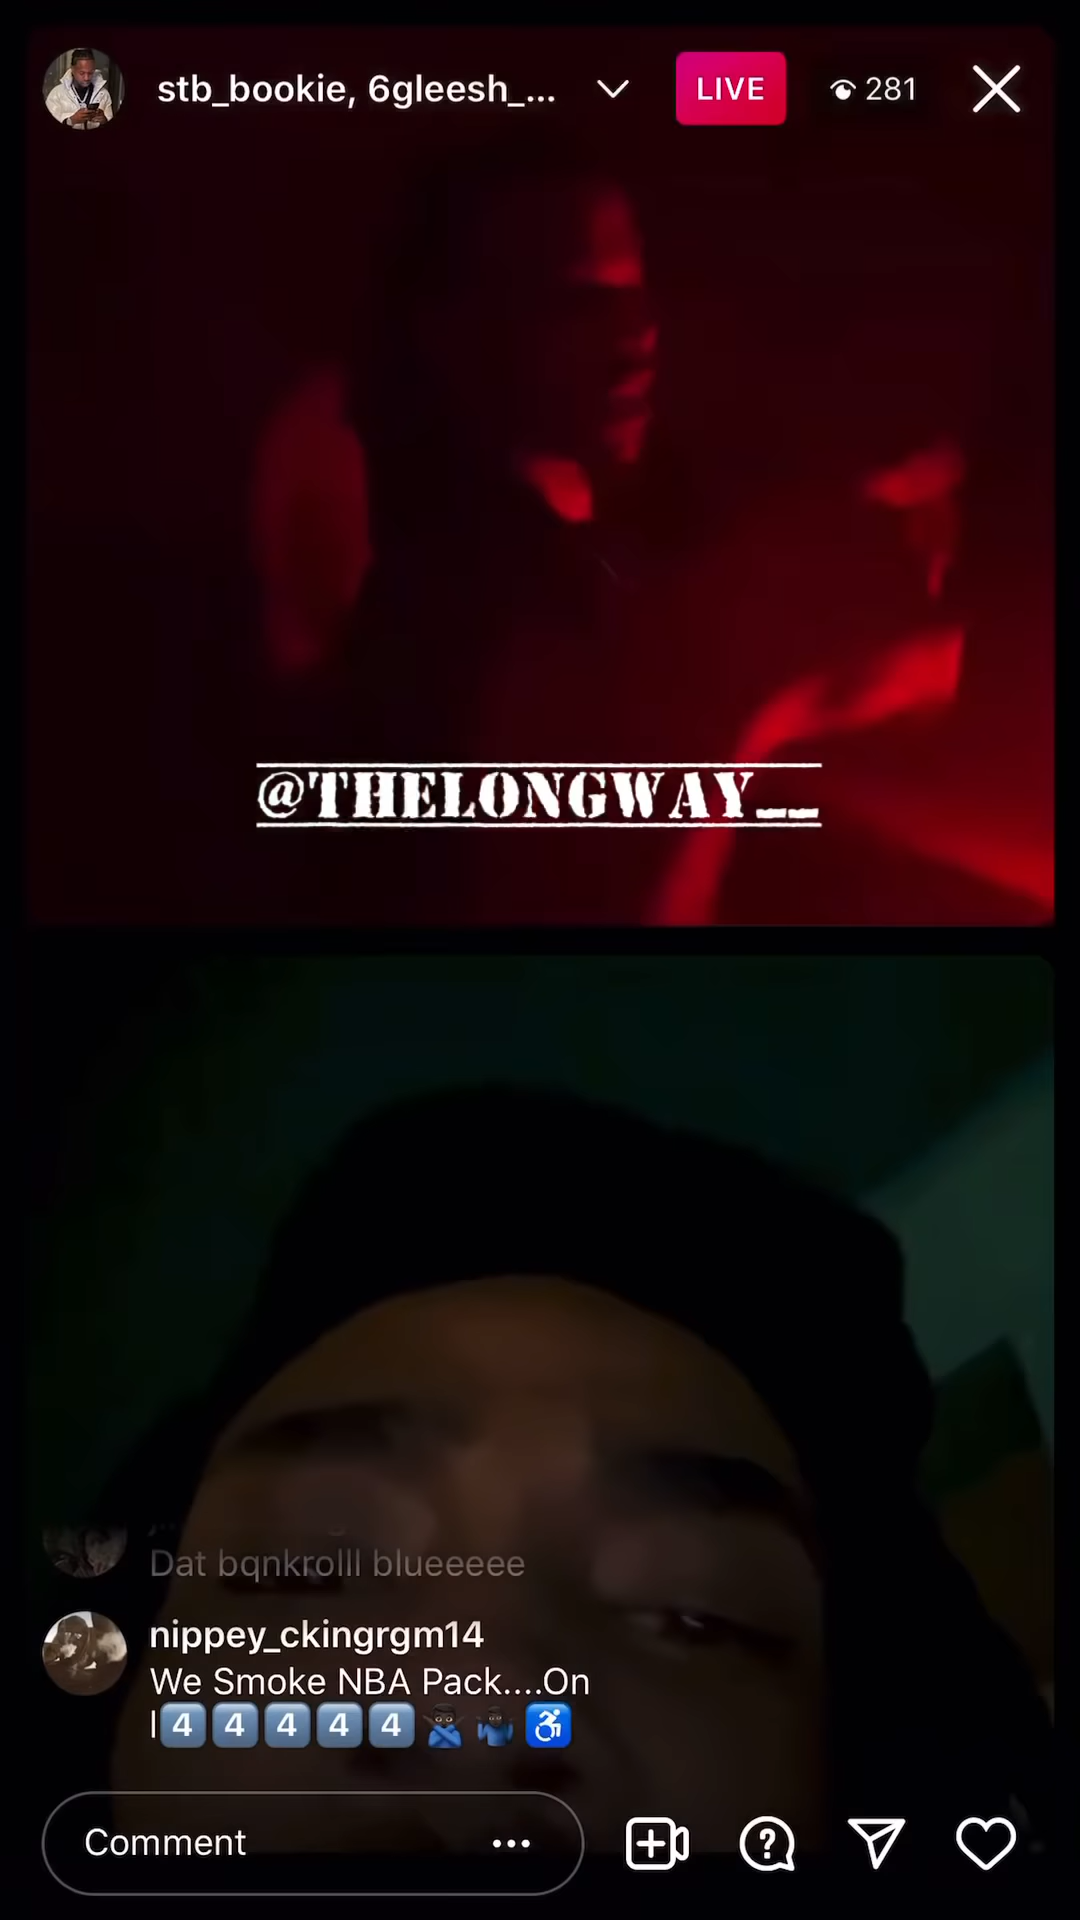 stb_bookie, 6gleesh_...
LIVE
281
@THELONGWAY__
Dat bqnkrolll blueeeee
nippey_ckingrgm14
We Smoke NBA Pack....On
l4️⃣4️⃣4️⃣4️⃣4️⃣🙅🏿‍♂️🤷🏿‍♂️♿
Comment